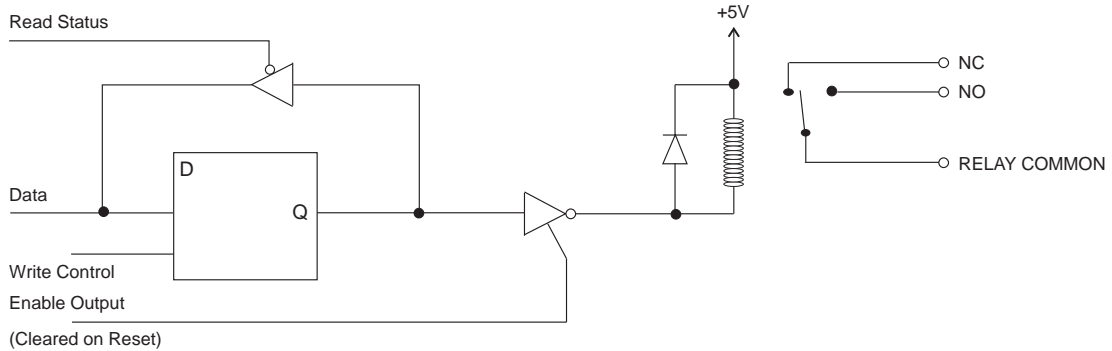 Read Status
+5V
NC
NO
D
RELAY COMMON
Data
Q
Write Control
Enable Output
(Cleared on Reset)